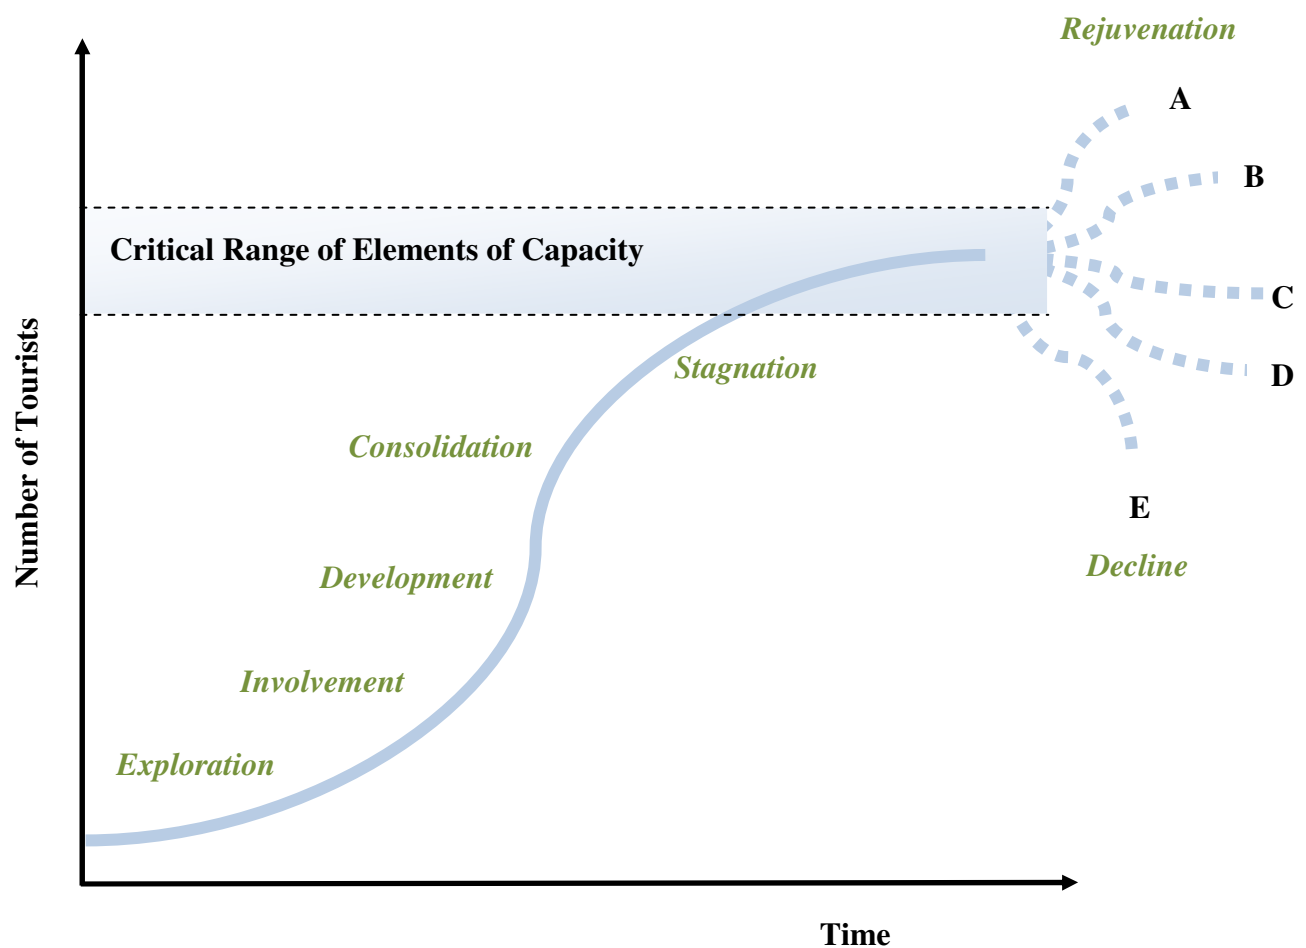 Rejuvenation
A
B
Critical Range of Elements of Capacity
C
Stagnation
D
Number of Tourists
Consolidation
E
Development
Decline
Involvement
Exploration
Time